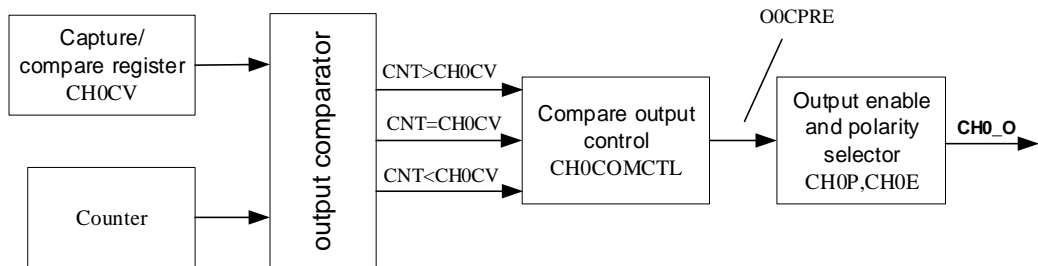 Capture/
compare register
CH0CV
Counter
output comparator
CNT>CH0CV
CNT=CH0CV
CNT<CH0CV
Compare output
control
CH0COMCTL
O0CPRE
Output enable
and polarity
selector
CH0P,CH0E
CH0_O